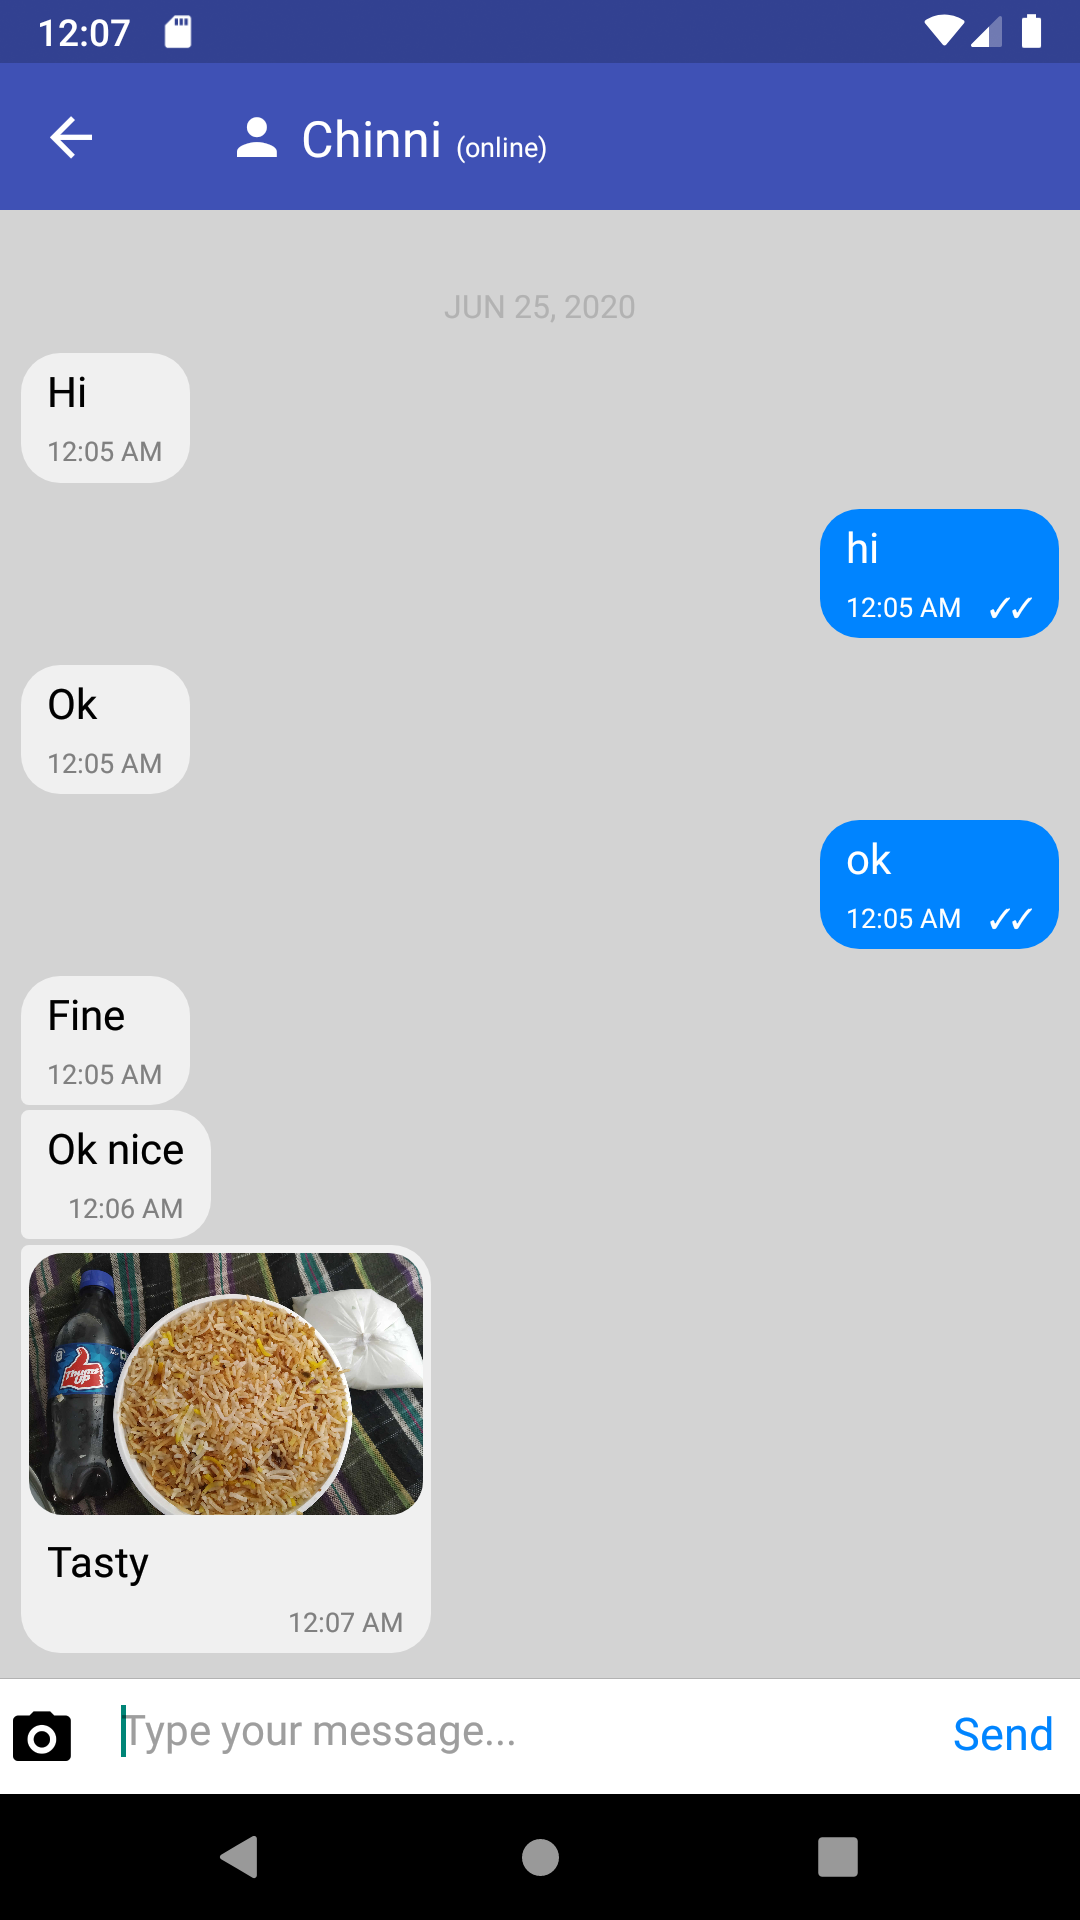 12:07
Chinni (online)
JUN 25, 2020
Hi
12:05 AM
hi
12:05 AM ✓✓
Ok
12:05 AM
ok
12:05 AM ✓✓
Fine
12:05 AM
Ok nice
12:06 AM
Thums
UP
Tasty
12:07 AM
Type your message...
Send